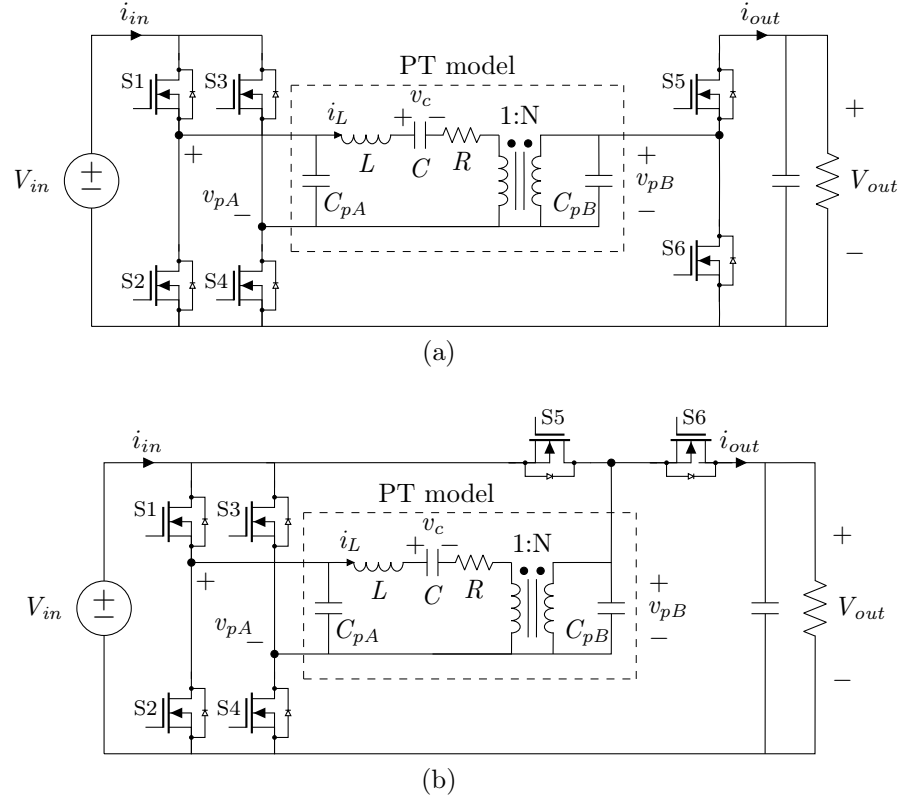 i_in
i_out
PT model
S1
S3
S5
v_c
i_L
+
−
1:N
+
+
+
V_in
+
−
L
C
R
v_pA
−
C_pA
C_pB
v_pB
−
V_out
S2
S4
S6
−
(a)
S5
S6
i_in
i_out
PT model
S1
S3
v_c
i_L
+
−
1:N
+
+
+
V_in
+
−
L
C
R
v_pA
−
C_pA
C_pB
v_pB
−
V_out
S2
S4
−
(b)